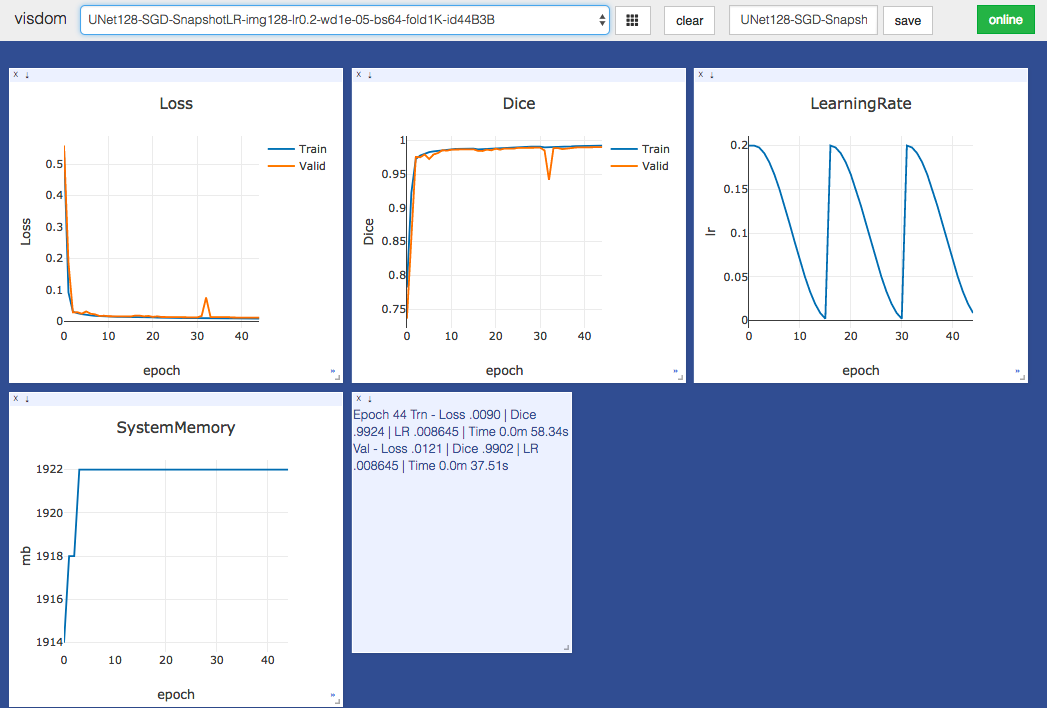 visdom UNet128-SGD-SnapshotLR-img128-lr0.2-wd1e-05-bs64-fold1K-id44B3B clear UNet128-SGD-Snapsh save online
x ↓
Loss
0.5
0.4
0.3
0.2
0.1
0
Loss
0 10 20 30 40
epoch
Train
Valid
»
x ↓
Dice
1
0.95
0.9
0.85
0.8
0.75
Dice
0 10 20 30 40
epoch
Train
Valid
»
x ↓
LearningRate
0.2
0.15
0.1
0.05
0
lr
0 10 20 30 40
epoch
»
x ↓
SystemMemory
1922
1920
1918
1916
1914
mb
0 10 20 30 40
epoch
»
x ↓
Epoch 44 Trn - Loss .0090 | Dice
.9924 | LR .008645 | Time 0.0m 58.34s
Val - Loss .0121 | Dice .9902 | LR
.008645 | Time 0.0m 37.51s